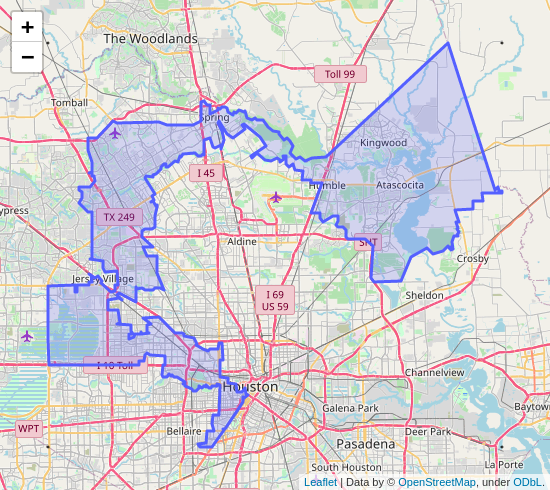 +
The Woodlands
−
Toll 99
Tomball
Spring
Kingwood
I 45
Humble
Atascocita
ypress
TX 249
Aldine
SHT
Crosby
Jersey Village
I 69
US 59
Sheldon
I 10 Toll
Channelview
Houston
Galena Park
Baytow
WPT
Bellaire
Deer Park
Pasadena
La Porte
South Houston
Leaflet | Data by © OpenStreetMap, under ODbL.